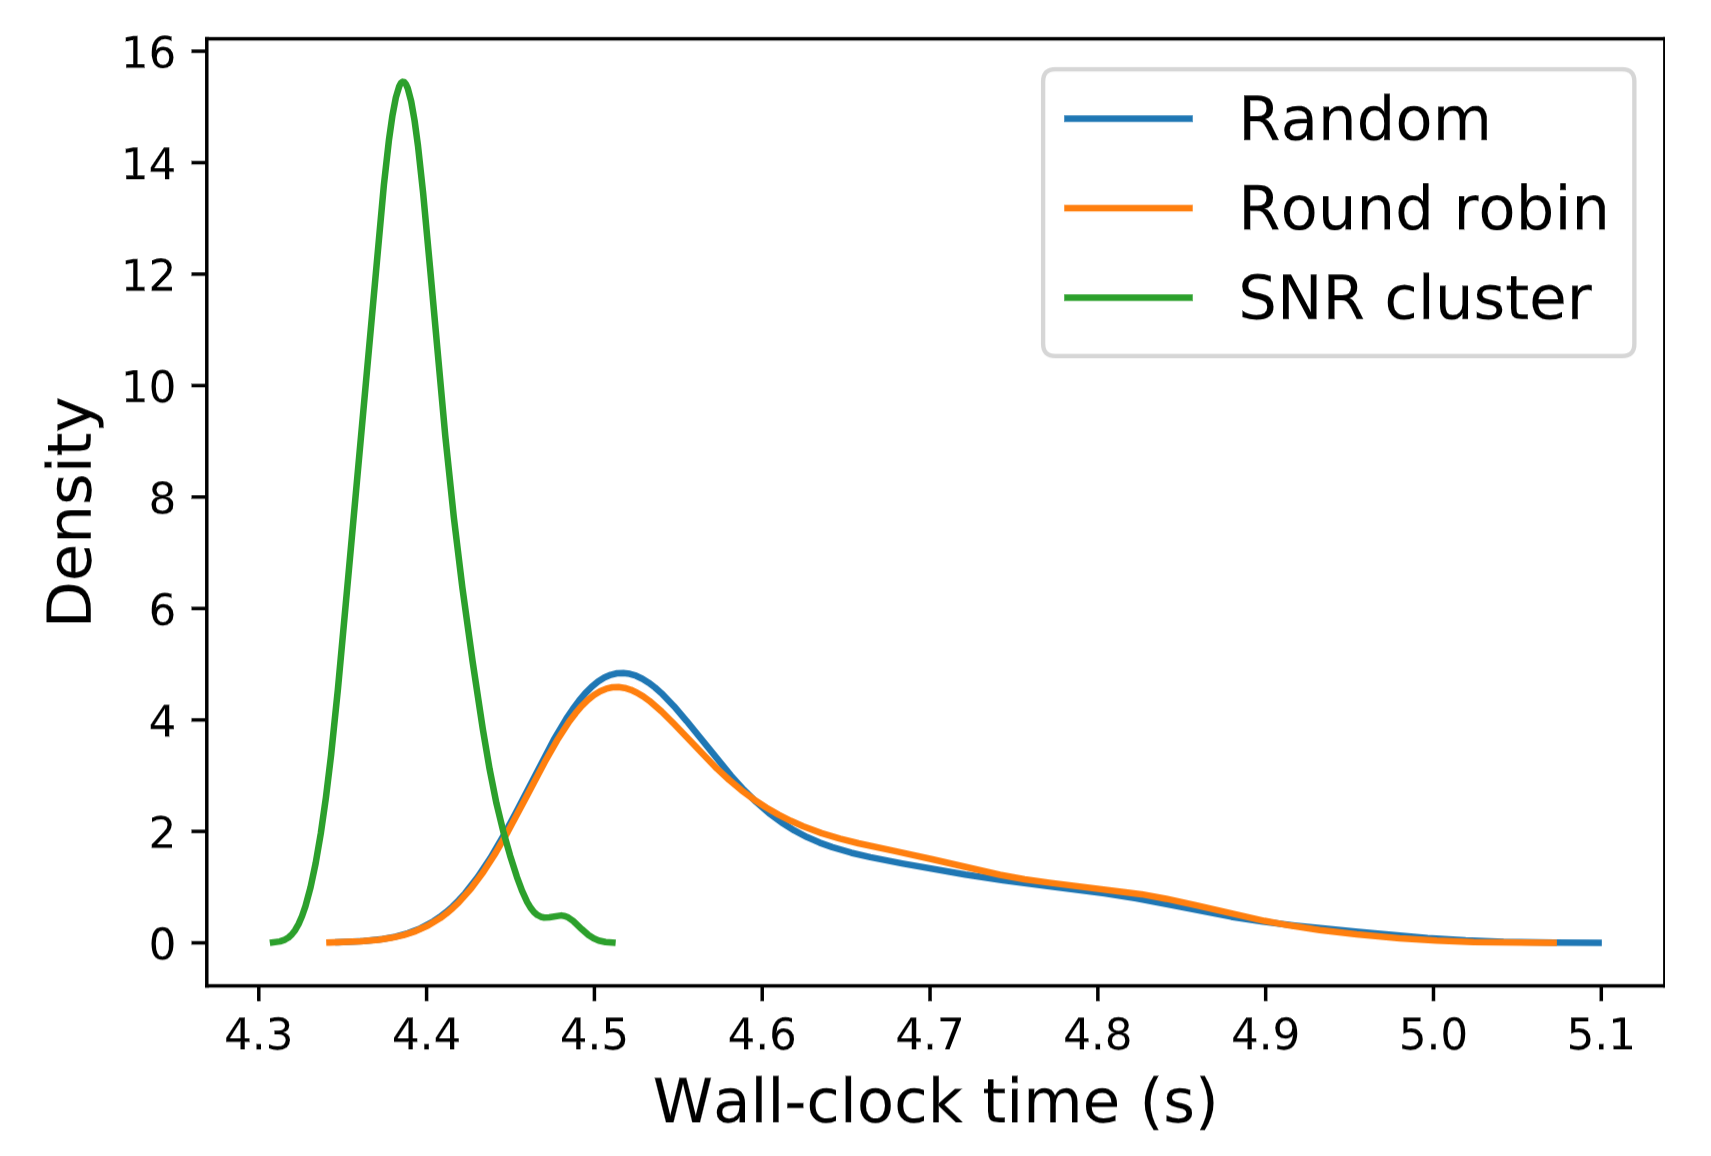 16
14
12
10
8
6
4
2
0
Density
Random
Round robin
SNR cluster
4.3 4.4 4.5 4.6 4.7 4.8 4.9 5.0 5.1
Wall-clock time (s)